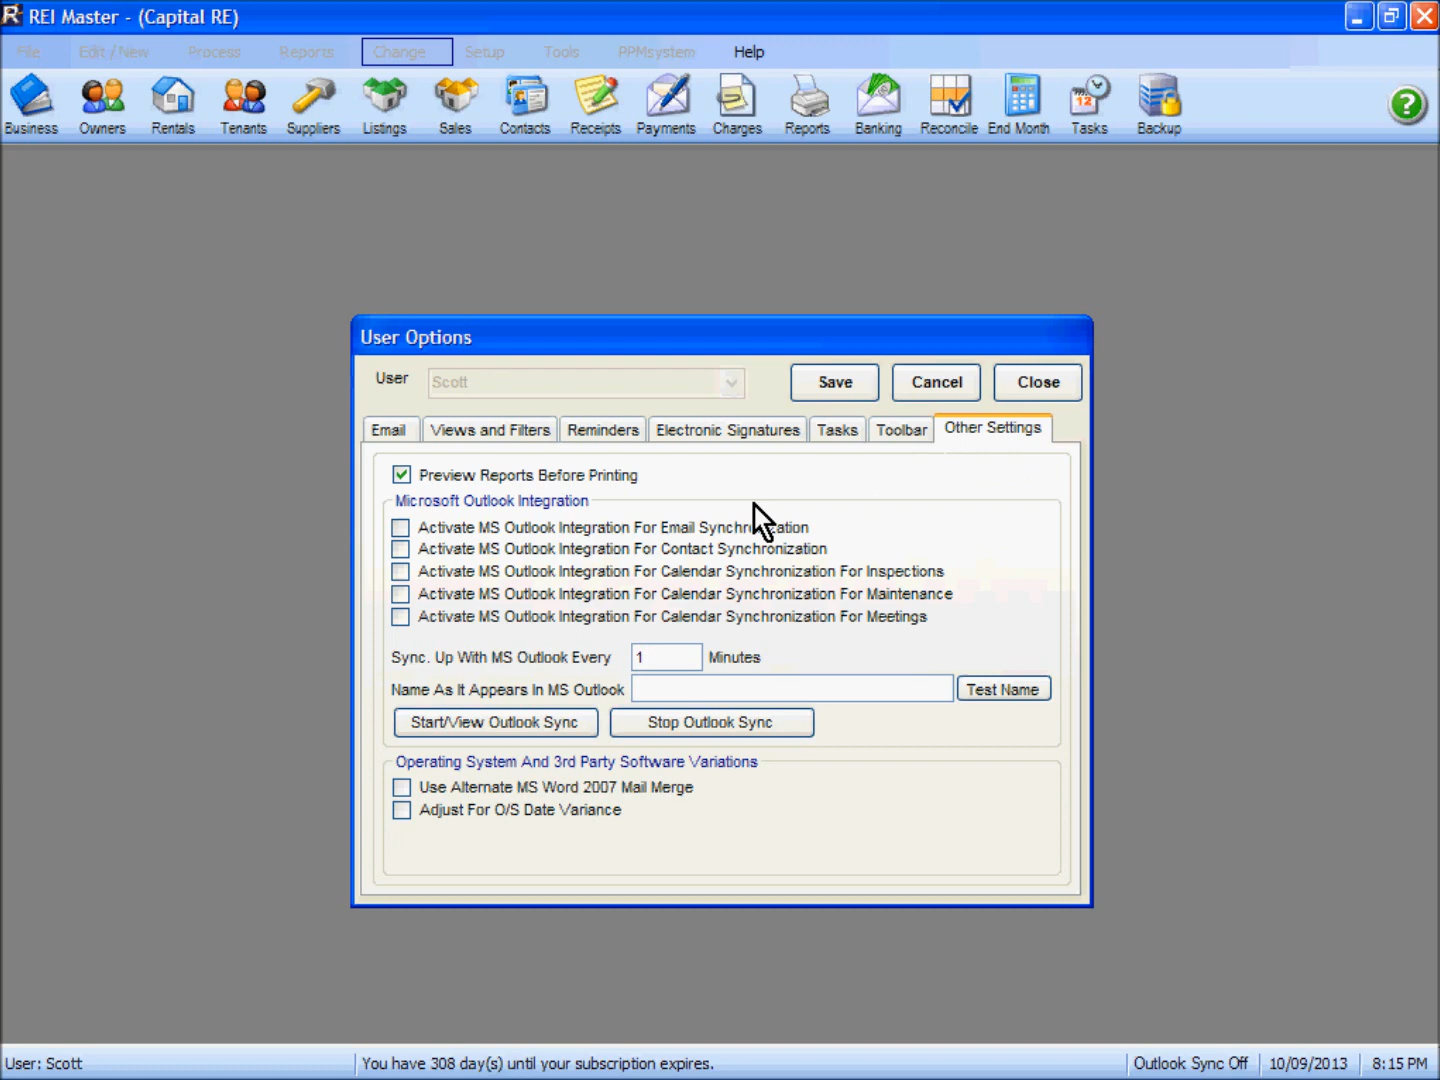 REI Master - (Capital RE)
File Edit / New Process Reports Change Setup Tools PPMsystem Help
Business Owners Rentals Tenants Suppliers Listings Sales Contacts Receipts Payments Charges Reports Banking Reconcile End Month Tasks Backup
User Options
User Scott Save Cancel Close
Email Views and Filters Reminders Electronic Signatures Tasks Toolbar Other Settings
Preview Reports Before Printing
Microsoft Outlook Integration
Activate MS Outlook Integration For Email Synchronization
Activate MS Outlook Integration For Contact Synchronization
Activate MS Outlook Integration For Calendar Synchronization For Inspections
Activate MS Outlook Integration For Calendar Synchronization For Maintenance
Activate MS Outlook Integration For Calendar Synchronization For Meetings
Sync. Up With MS Outlook Every 1 Minutes
Name As It Appears In MS Outlook Test Name
Start/View Outlook Sync Stop Outlook Sync
Operating System And 3rd Party Software Variations
Use Alternate MS Word 2007 Mail Merge
Adjust For O/S Date Variance
User: Scott You have 308 day(s) until your subscription expires. Outlook Sync Off 10/09/2013 8:15 PM